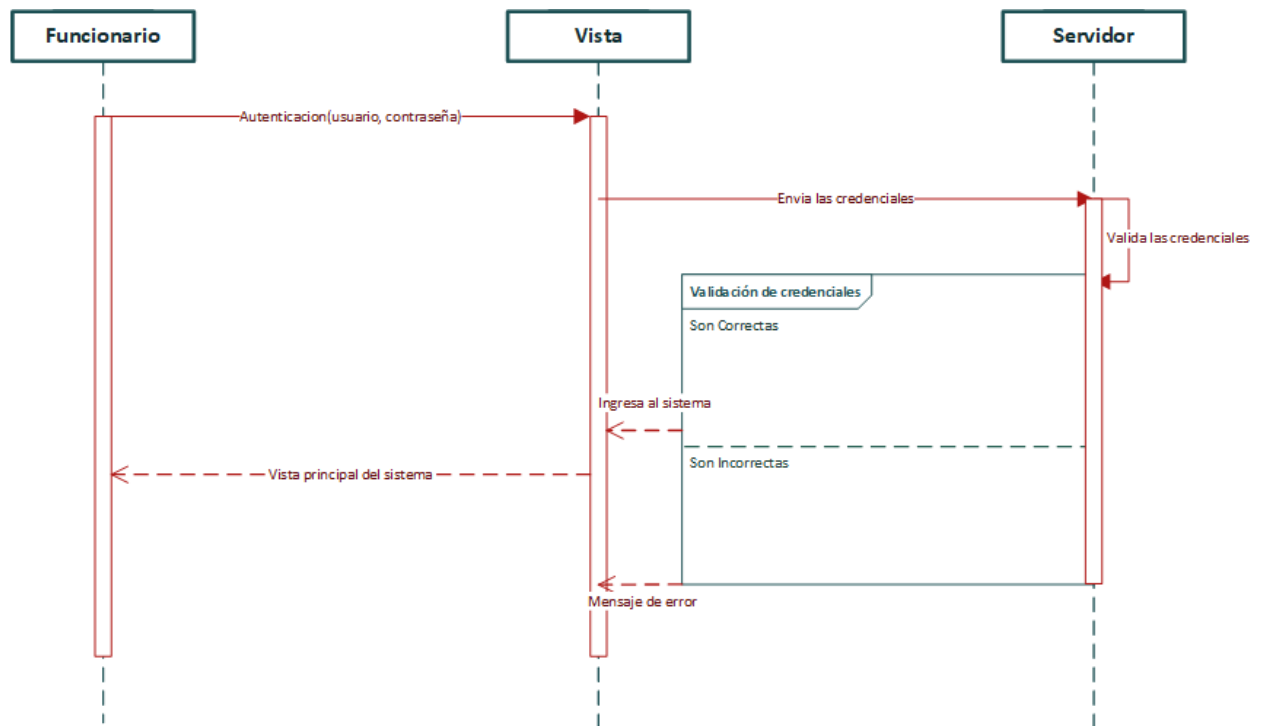 Funcionario
Vista
Servidor
Autenticacion(usuario, contraseña)
Envia las credenciales
Valida las credenciales
Validación de credenciales
Son Correctas
Ingresa al sistema
Son Incorrectas
Vista principal del sistema
Mensaje de error